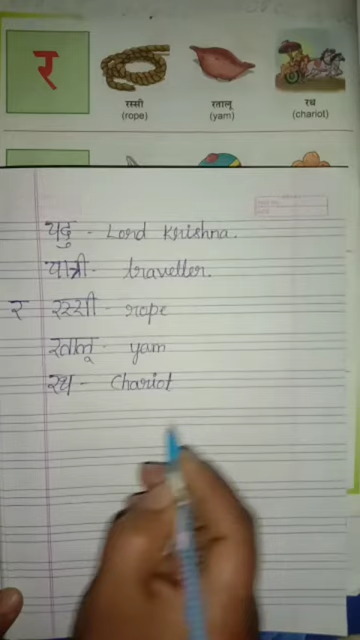 र
रस्सी रतालू रथ
(rope) (yam) (chariot)
यदु - Lord Krishna.
यात्री - traveller.
र रस्सी - rope
रतालू - yam
रथ - Chariot